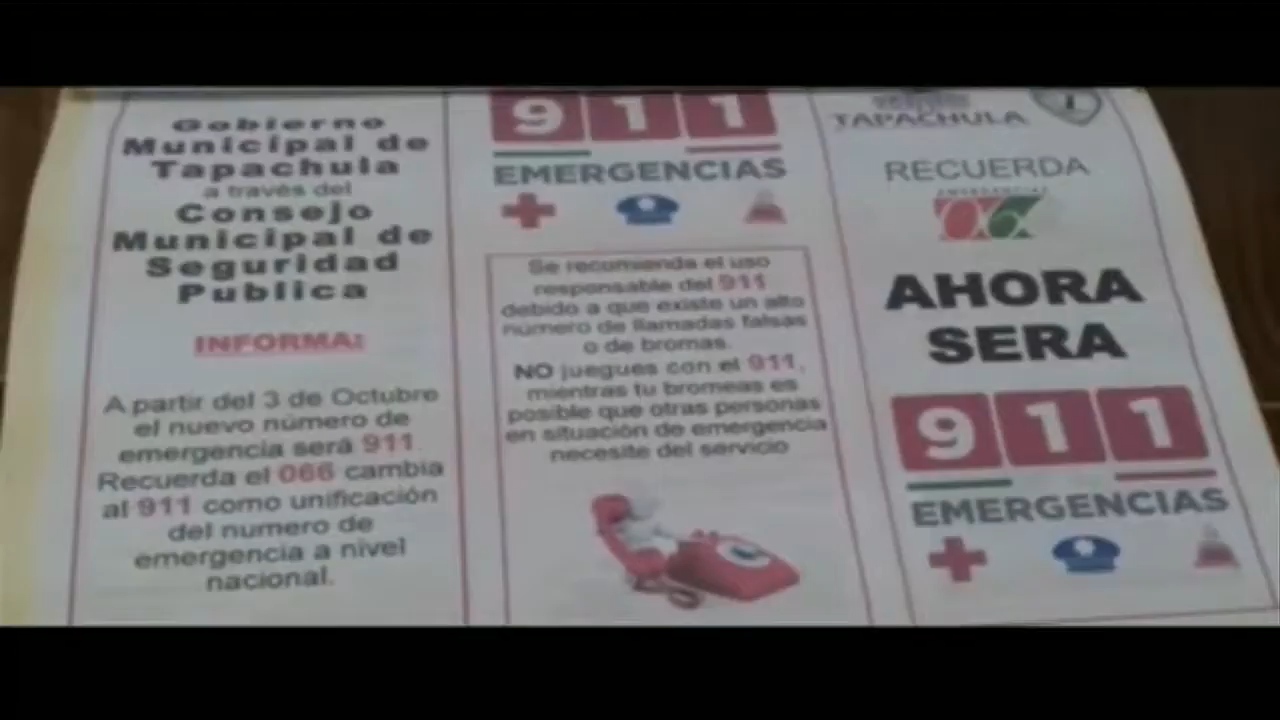 Gobierno
Municipal de
Tapachula
a través del
Consejo
Municipal de
Seguridad
Publica
INFORMA:
A partir del 3 de Octubre
el nuevo número de
emergencia será 911.
Recuerda el 066 cambia
al 911 como unificación
del numero de
emergencia a nivel
nacional.
911
EMERGENCIAS
Se recomienda el uso
responsable del 911
debido a que existe un alto
número de llamadas falsas
o de bromas.
NO juegues con el 911,
mientras tu bromeas es
posible que otras personas
en situación de emergencia
necesite del servicio
TAPACHULA
RECUERDA
EMERGENCIAS
066
AHORA
SERA
911
EMERGENCIAS